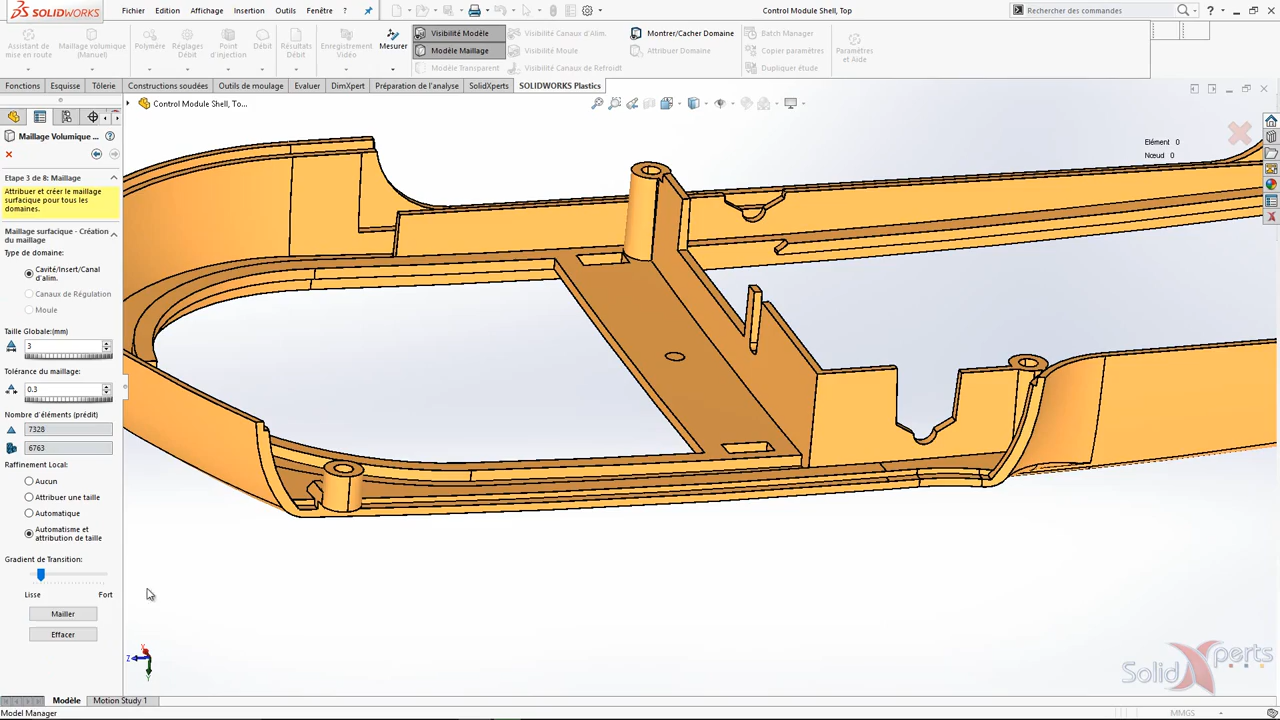 SOLIDWORKS
Fichier Edition Affichage Insertion Outils Fenêtre ?
Control Module Shell, Top
Rechercher des commandes
Assistant de mise en route
Maillage volumique (Manuel)
Polymère
Réglages Débit
Point d'injection
Débit
Résultats Débit
Enregistrement Vidéo
Mesurer
Visibilité Modèle
Modèle Maillage
Modèle Transparent
Visibilité Canaux d'Alim.
Visibilité Moule
Visibilité Canaux de Refroidt
Montrer/Cacher Domaine
Attribuer Domaine
Batch Manager
Copier paramètres
Dupliquer étude
Paramètres et Aide
Fonctions Esquisse Tôlerie Constructions soudées Outils de moulage Evaluer DimXpert Préparation de l'analyse SolidXperts SOLIDWORKS Plastics
Control Module Shell, To...
Maillage Volumique ...
Elément 0
Nœud 0
Etape 3 de 8: Maillage
Attribuer et créer le maillage
surfacique pour tous les
domaines.
Maillage surfacique - Création
du maillage
Type de domaine:
Cavité/Insert/Canal
d'alim.
Canaux de Régulation
Moule
Taille Globale:(mm)
3
Tolérance du maillage:
0.3
Nombre d'éléments (prédit)
7328
6763
Raffinement Local:
Aucun
Attribuer une taille
Automatique
Automatisme et
attribution de taille
Gradient de Transition:
Lisse Fort
Mailler
Effacer
X
Z
Y
SolidXperts
Modèle Motion Study 1
Model Manager
MMGS